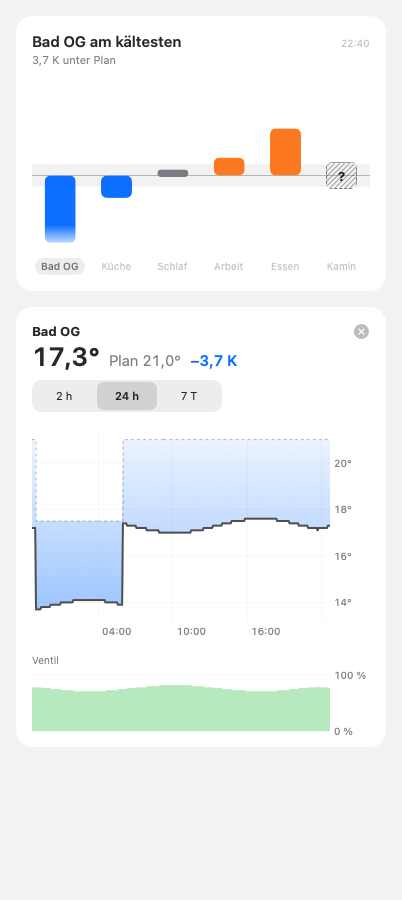 Bad OG am kältesten 22:40
3,7 K unter Plan
?
Bad OG Küche Schlaf Arbeit Essen Kamin
Bad OG
17,3° Plan 21,0° −3,7 K
2 h 24 h 7 T
20°
18°
16°
14°
04:00 10:00 16:00
Ventil
100 %
0 %